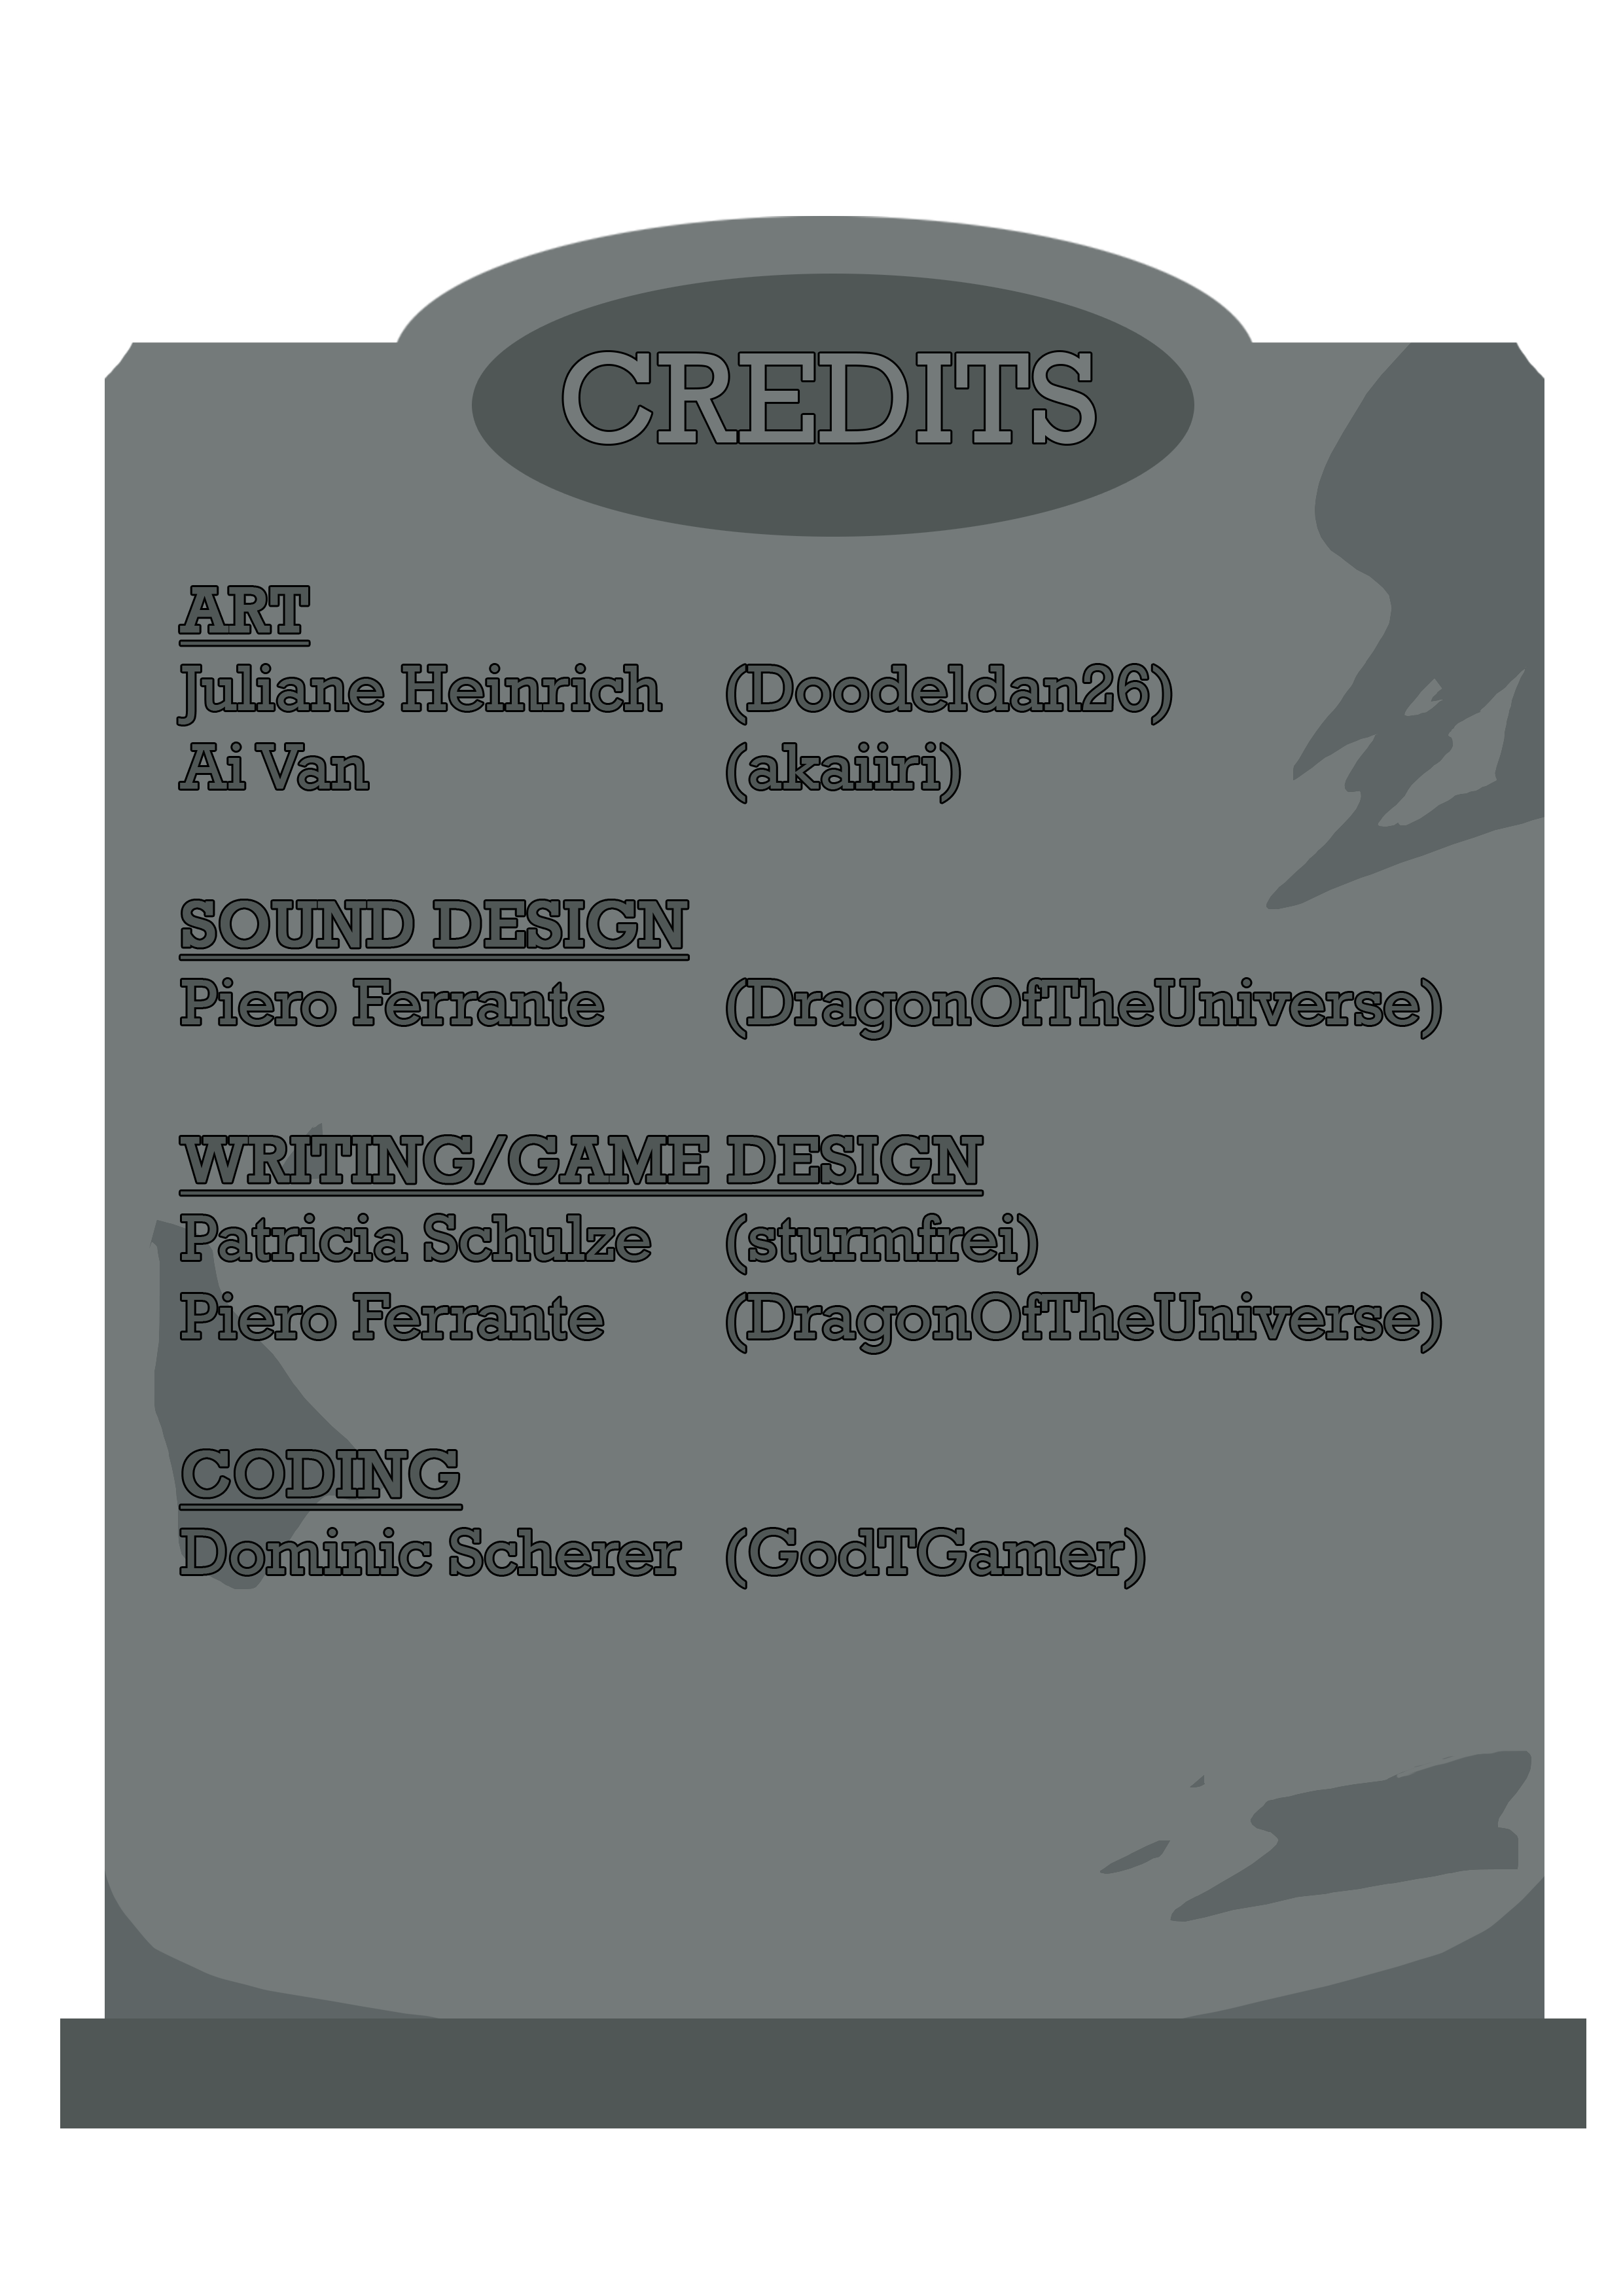 CREDITS
ART
Juliane Heinrich (Doodeldan26)
Ai Van (akaiiri)
SOUND DESIGN
Piero Ferrante (DragonOfTheUniverse)
WRITING/GAME DESIGN
Patricia Schulze (sturmfrei)
Piero Ferrante (DragonOfTheUniverse)
CODING
Dominic Scherer (GodTGamer)